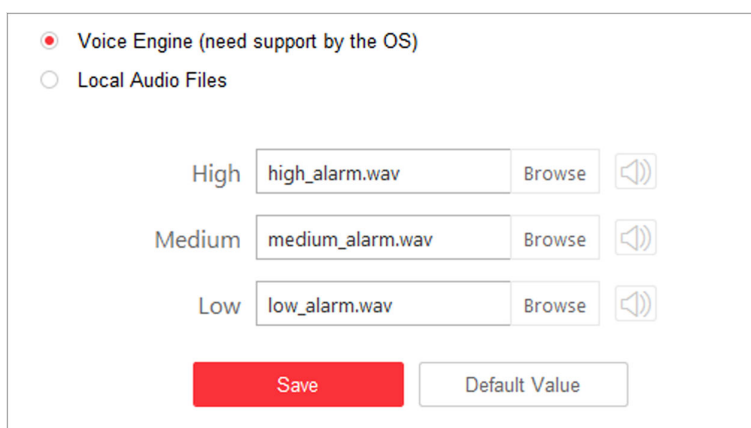 Voice Engine (need support by the OS)
Local Audio Files
High high_alarm.wav Browse
Medium medium_alarm.wav Browse
Low low_alarm.wav Browse
Save Default Value